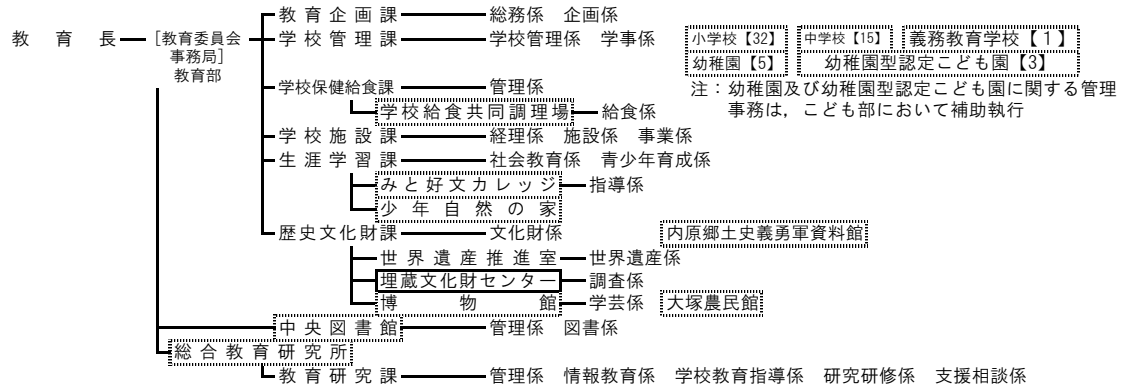 教育企画課 総務係 企画係
教育長 [教育委員会事務局] 教育部 学校管理課 学校管理係 学事係 小学校【32】 中学校【15】 義務教育学校【1】
幼稚園【5】 幼稚園型認定こども園【3】
学校保健給食課 管理係 注：幼稚園及び幼稚園型認定こども園に関する管理
学校給食共同調理場 給食係 事務は，こども部において補助執行
学校施設課 経理係 施設係 事業係
生涯学習課 社会教育係 青少年育成係
みと好文カレッジ 指導係
少年自然の家
歴史文化財課 文化財係 内原郷土史義勇軍資料館
世界遺産推進室 世界遺産係
埋蔵文化財センター 調査係
博物館 学芸係 大塚農民館
中央図書館 管理係 図書係
総合教育研究所
教育研究課 管理係 情報教育係 学校教育指導係 研究研修係 支援相談係